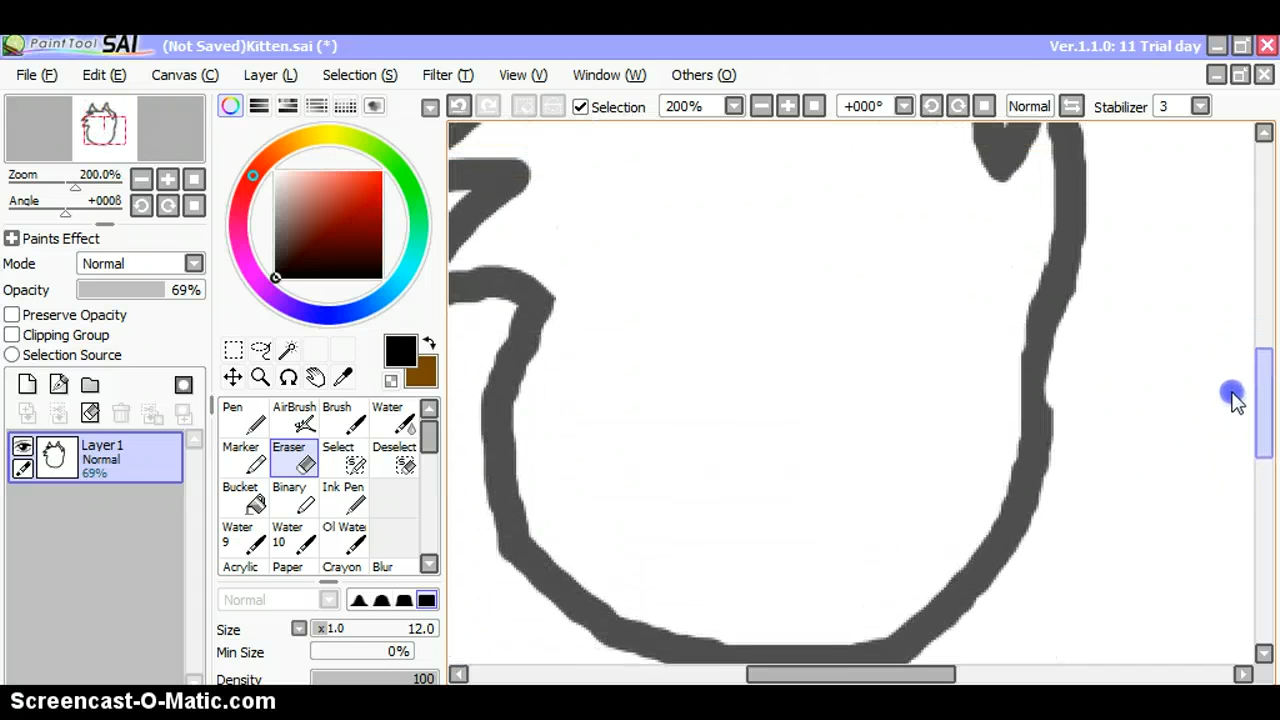 PaintTool SAI (Not Saved)Kitten.sai (*) Ver.1.1.0: 11 Trial day
File (F) Edit (E) Canvas (C) Layer (L) Selection (S) Filter (T) View (V) Window (W) Others (O)
Selection 200% +000° Normal Stabilizer 3
Zoom 200.0%
Angle +000ß
Paints Effect
Mode Normal
Opacity 69%
Preserve Opacity
Clipping Group
Selection Source
Layer1
Normal
69%
Pen AirBrush Brush Water
Marker Eraser Select Deselect
Bucket Binary Ink Pen
Water 9 Water 10 Ol Wate
Acrylic Paper Crayon Blur
Normal
Size x1.0 12.0
Min Size 0%
Density 100
Screencast-O-Matic.com